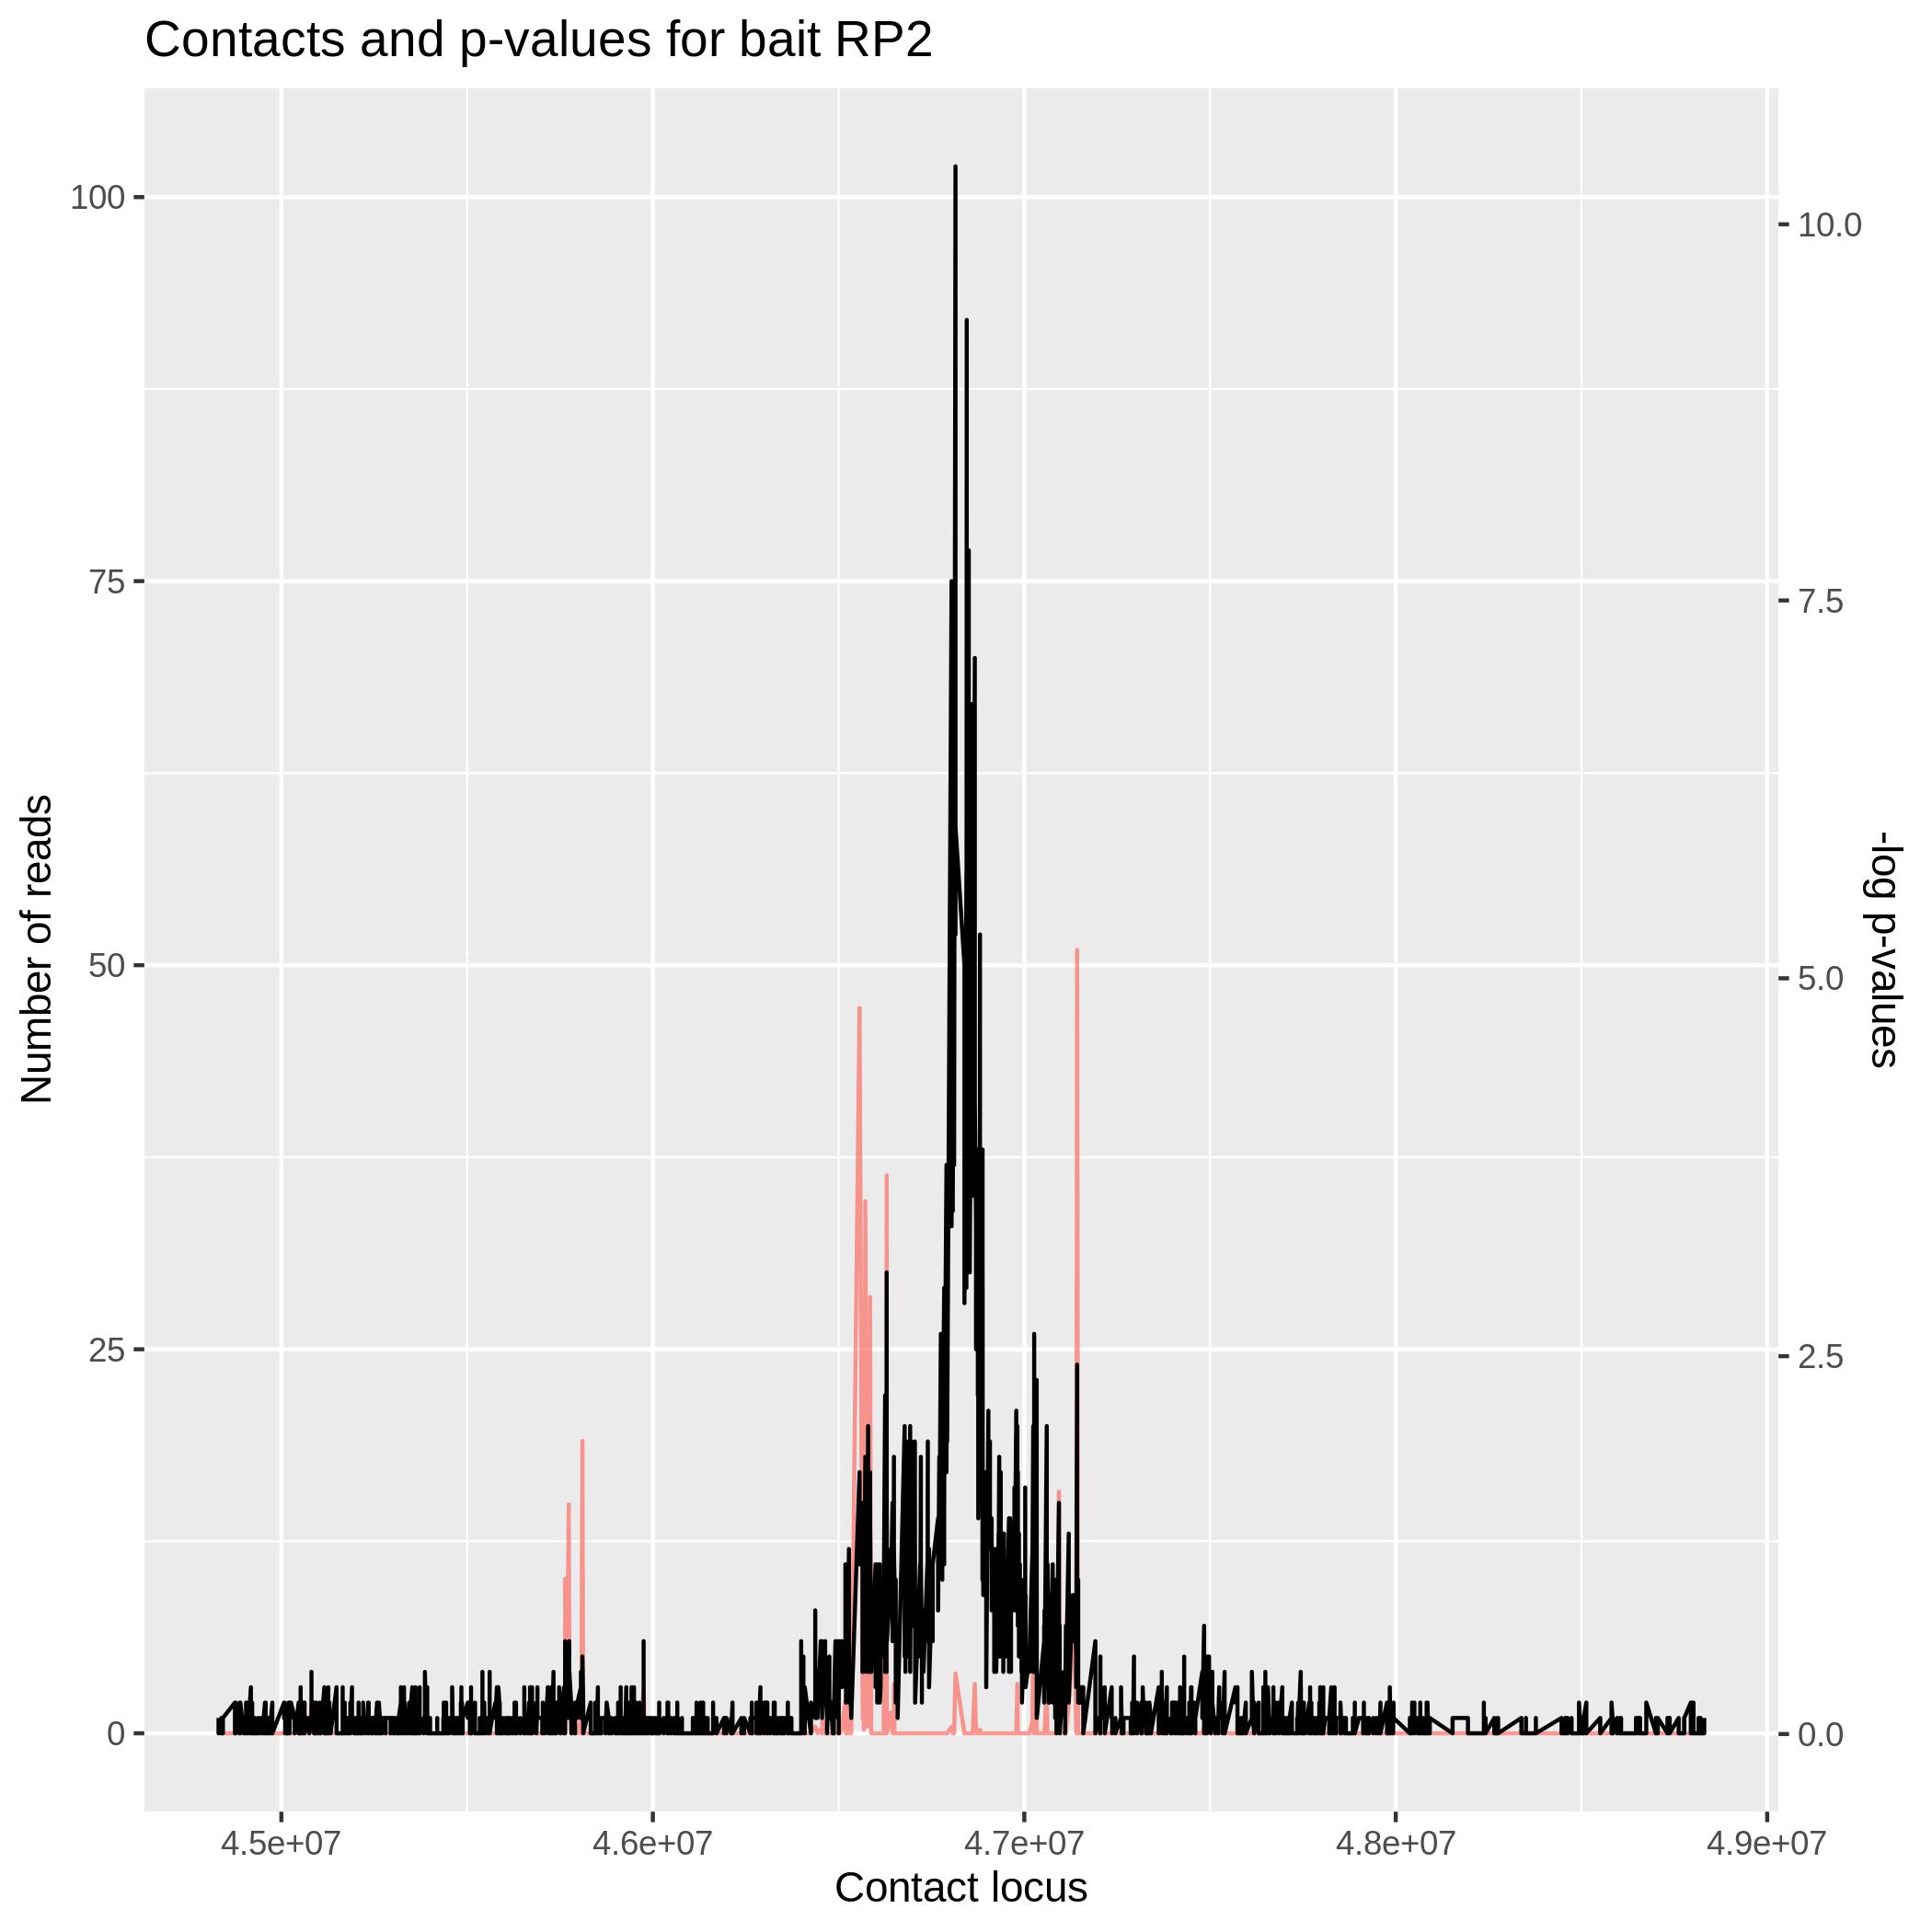 Contacts and p-values for bait RP2
100
75
50
25
0
Number of reads
10.0
7.5
5.0
2.5
0.0
-log p-values
4.5e+07 4.6e+07 4.7e+07 4.8e+07 4.9e+07
Contact locus